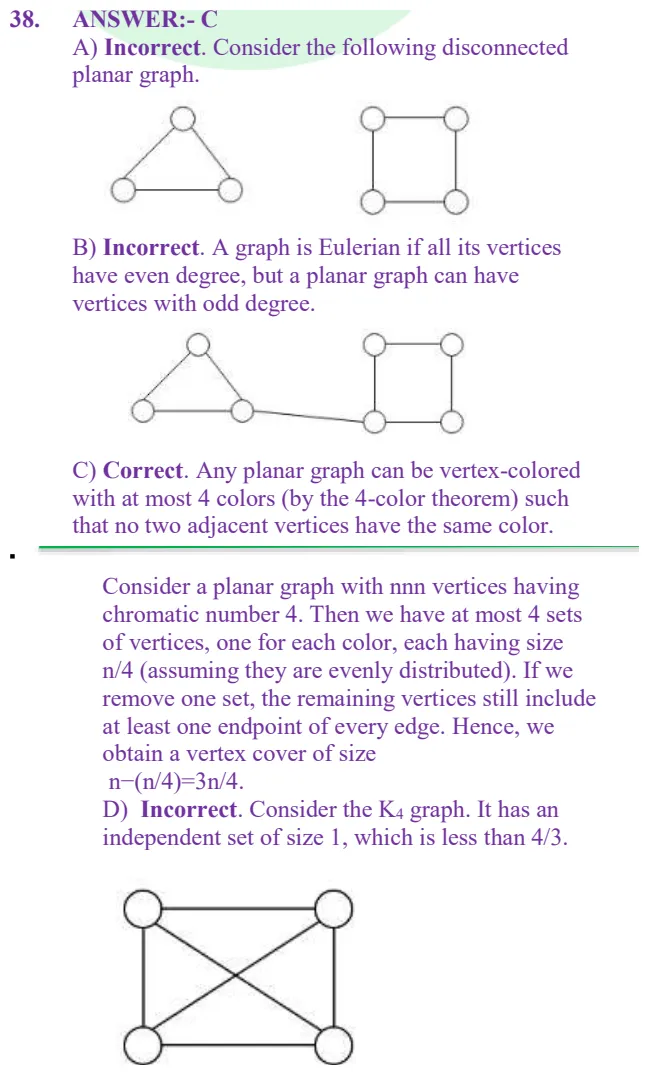 38. ANSWER:- C
A) Incorrect. Consider the following disconnected
planar graph.
B) Incorrect. A graph is Eulerian if all its vertices
have even degree, but a planar graph can have
vertices with odd degree.
C) Correct. Any planar graph can be vertex-colored
with at most 4 colors (by the 4-color theorem) such
that no two adjacent vertices have the same color.
Consider a planar graph with nnn vertices having
chromatic number 4. Then we have at most 4 sets
of vertices, one for each color, each having size
n/4 (assuming they are evenly distributed). If we
remove one set, the remaining vertices still include
at least one endpoint of every edge. Hence, we
obtain a vertex cover of size
n−(n/4)=3n/4.
D) Incorrect. Consider the K₄ graph. It has an
independent set of size 1, which is less than 4/3.